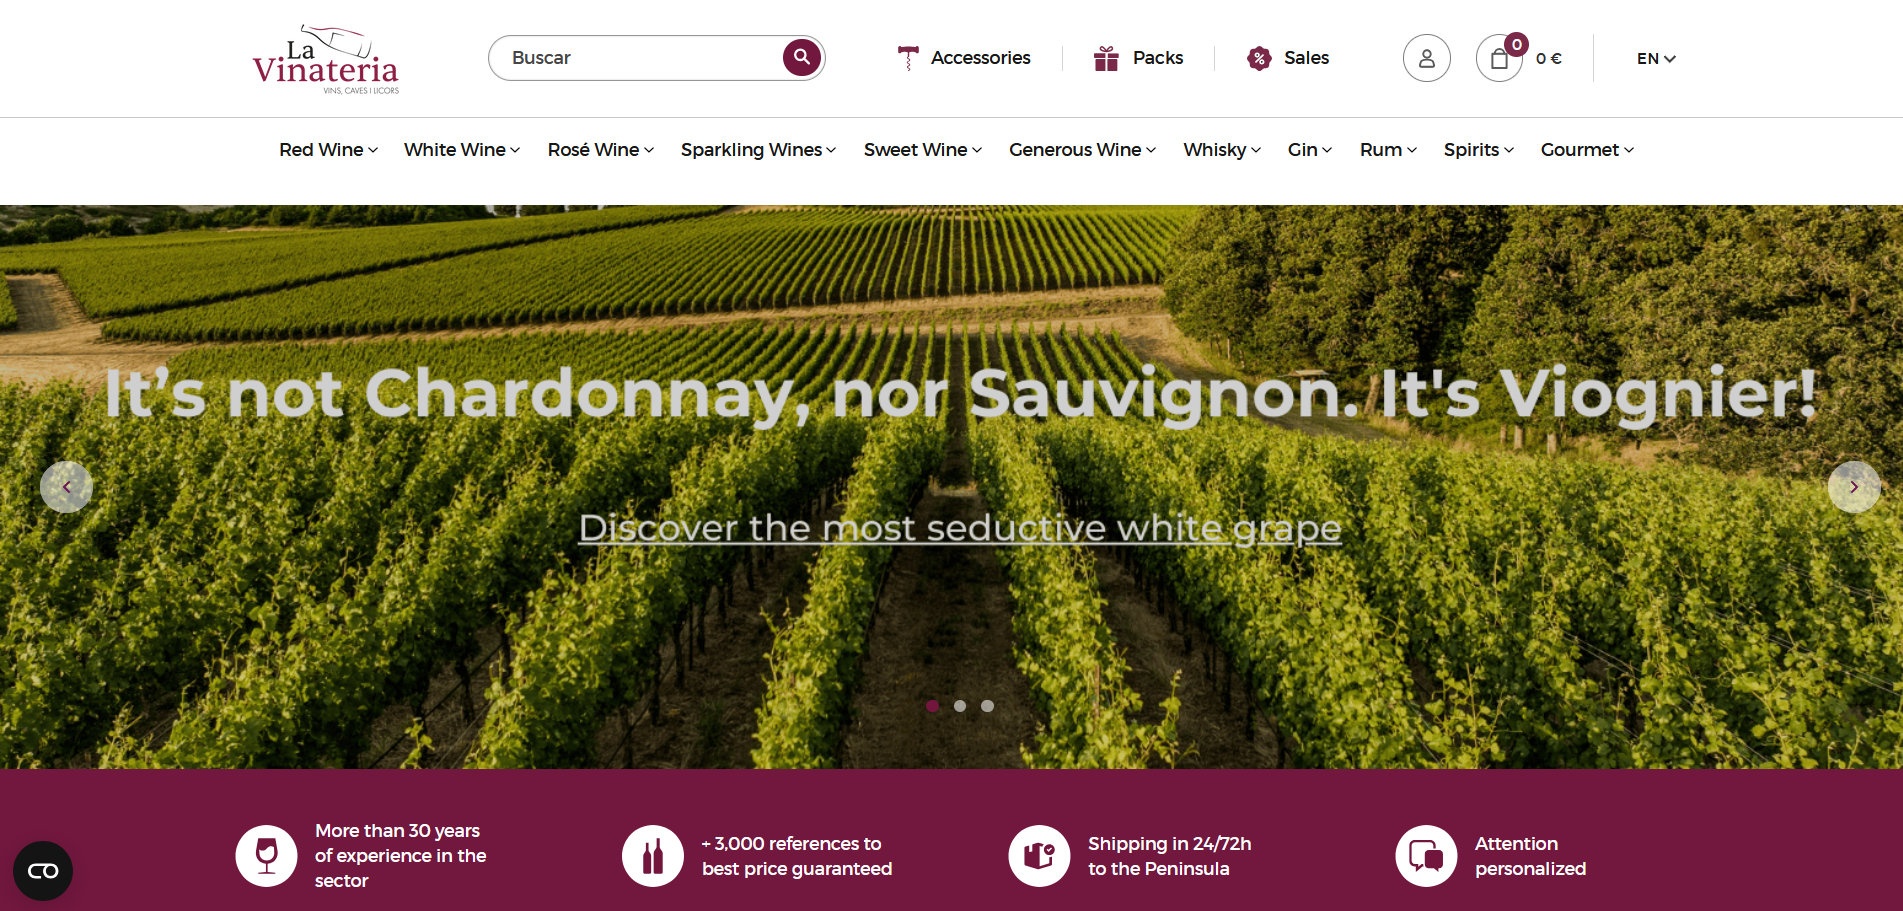 La
Vinateria
VINS, CAVES I LICORS
Buscar
Accessories
Packs
Sales
0
0 €
EN
Red Wine
White Wine
Rosé Wine
Sparkling Wines
Sweet Wine
Generous Wine
Whisky
Gin
Rum
Spirits
Gourmet
It’s not Chardonnay, nor Sauvignon. It's Viognier!
Discover the most seductive white grape
More than 30 years
of experience in the
sector
+ 3,000 references to
best price guaranteed
Shipping in 24/72h
to the Peninsula
Attention
personalized